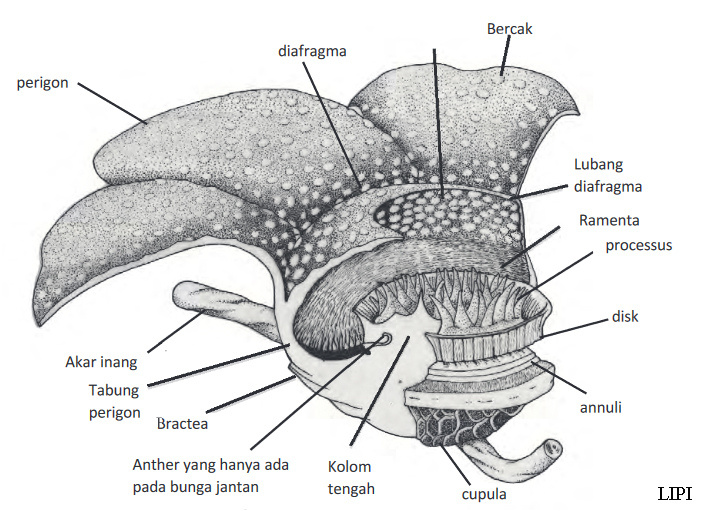 Bercak
diafragma
perigon
Lubang
diafragma
Ramenta
processus
disk
Akar inang
Tabung
perigon
annuli
Bractea
Anther yang hanya ada
pada bunga jantan
Kolom
tengah
cupula
LIPI